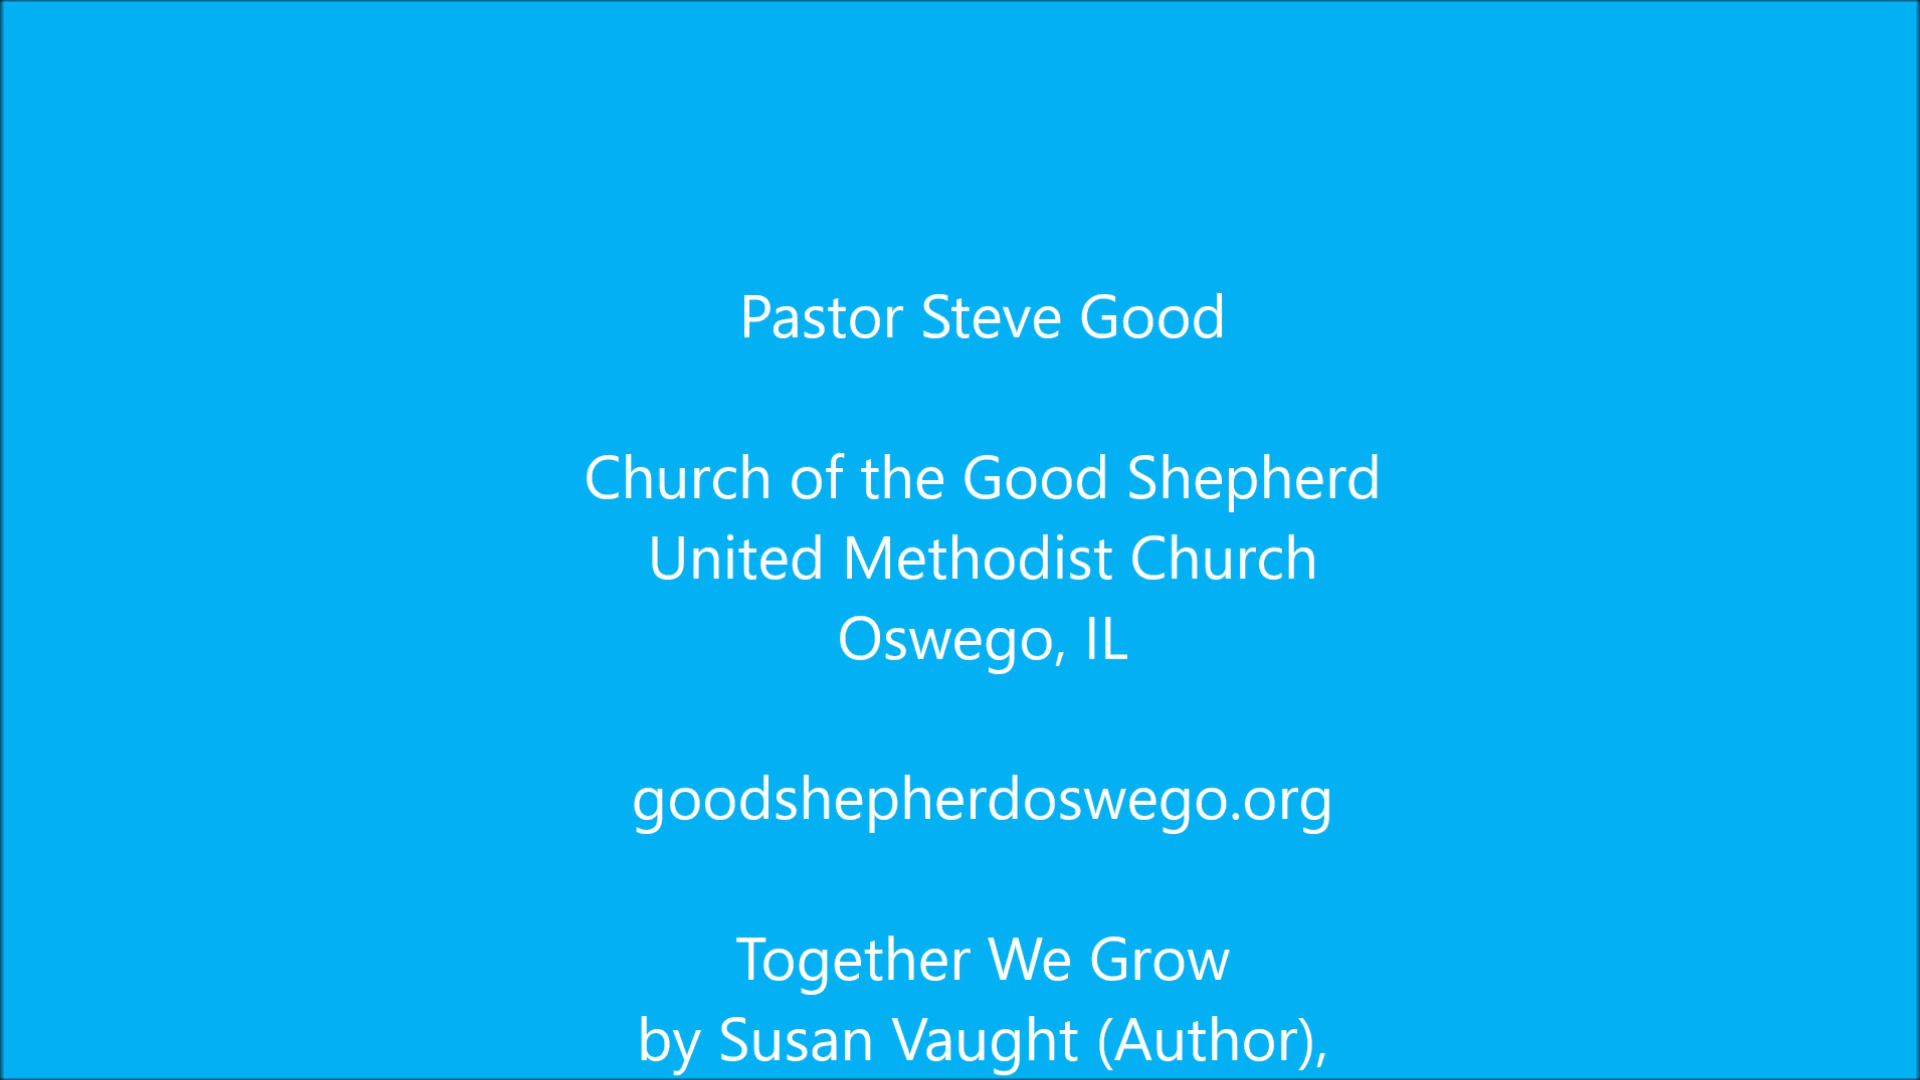 Pastor Steve Good
Church of the Good Shepherd
United Methodist Church
Oswego, IL
goodshepherdoswego.org
Together We Grow
by Susan Vaught (Author),